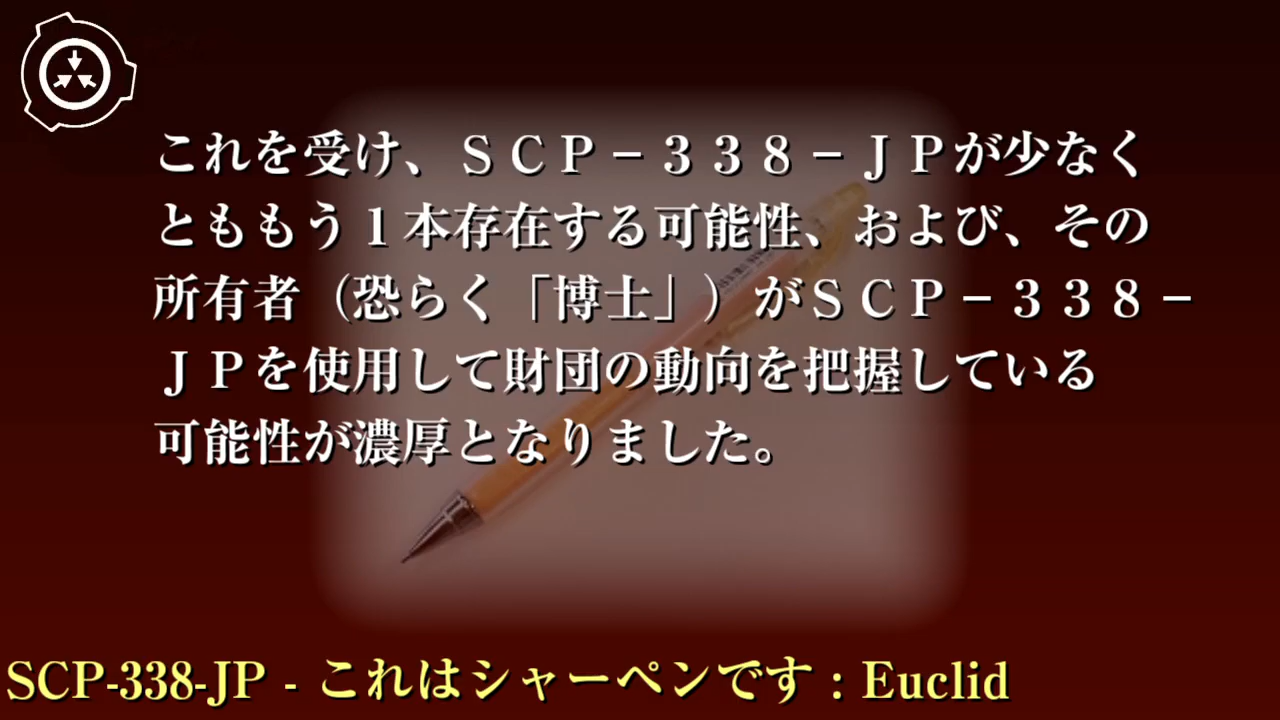 これを受け、ＳＣＰ－３３８－ＪＰが少なく
とももう１本存在する可能性、および、その
所有者（恐らく「博士」）がＳＣＰ－３３８－
ＪＰを使用して財団の動向を把握している
可能性が濃厚となりました。
SCP-338-JP - これはシャーペンです : Euclid